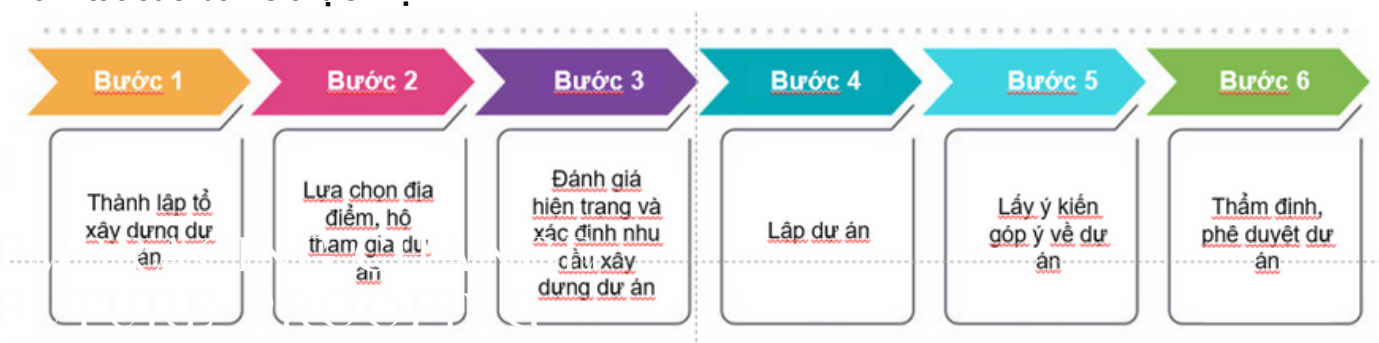 Bước 1
Bước 2
Bước 3
Bước 4
Bước 5
Bước 6
Thành lập tổ
xây dựng dự
án
Lựa chọn địa
điểm, hộ
tham gia dự
án
Đánh giá
hiện trạng và
xác định nhu
cầu xây
dựng dự án
Lập dự án
Lấy ý kiến
góp ý về dự
án
Thẩm định,
phê duyệt dự
án